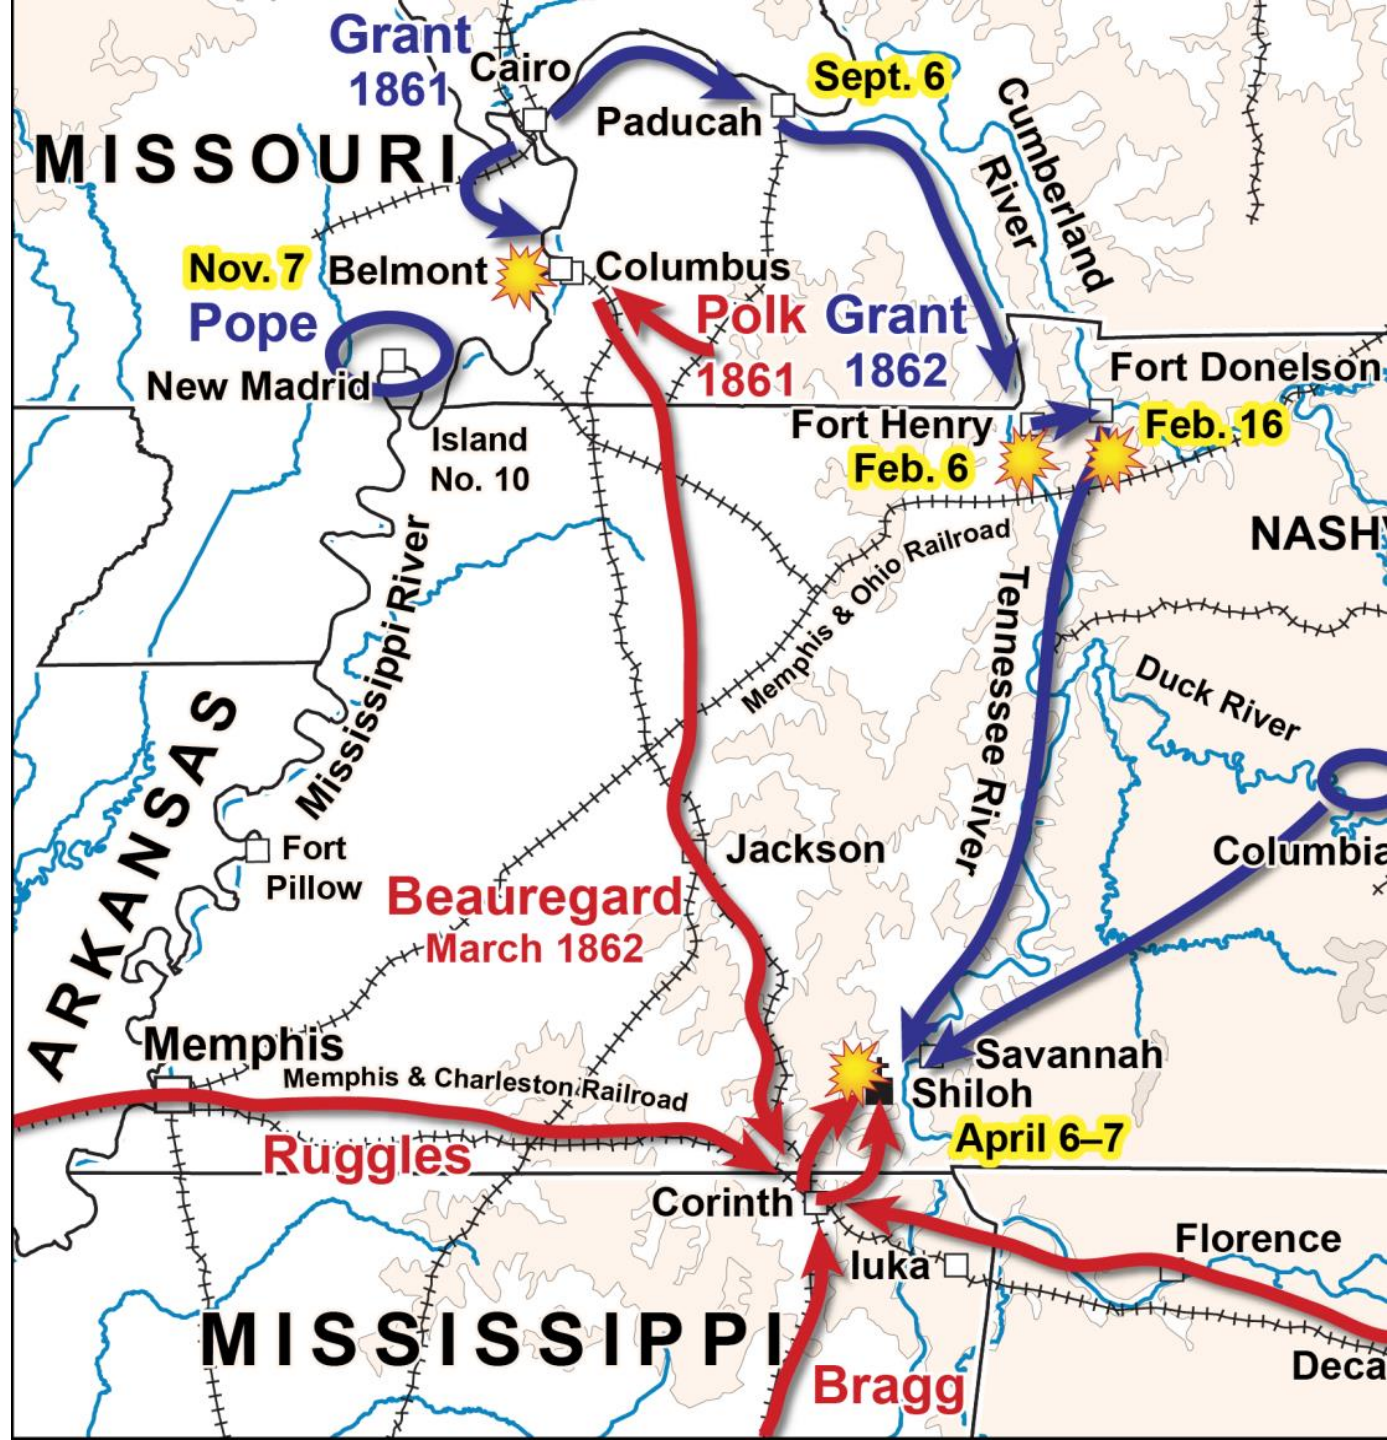 Grant
1861
Cairo
Sept. 6
Paducah
Cumberland
River
MISSOURI
Nov. 7
Belmont
Columbus
Pope
Polk
1861
Grant
1862
New Madrid
Fort Donelson
Island
No. 10
Fort Henry
Feb. 6
Feb. 16
NASHV
Memphis & Ohio Railroad
Mississippi River
Tennessee River
Duck River
ARKANSAS
Fort
Pillow
Jackson
Columbia
Beauregard
March 1862
Memphis
Memphis & Charleston Railroad
Savannah
Shiloh
April 6–7
Ruggles
Corinth
Iuka
Florence
MISSISSIPPI
Bragg
Deca